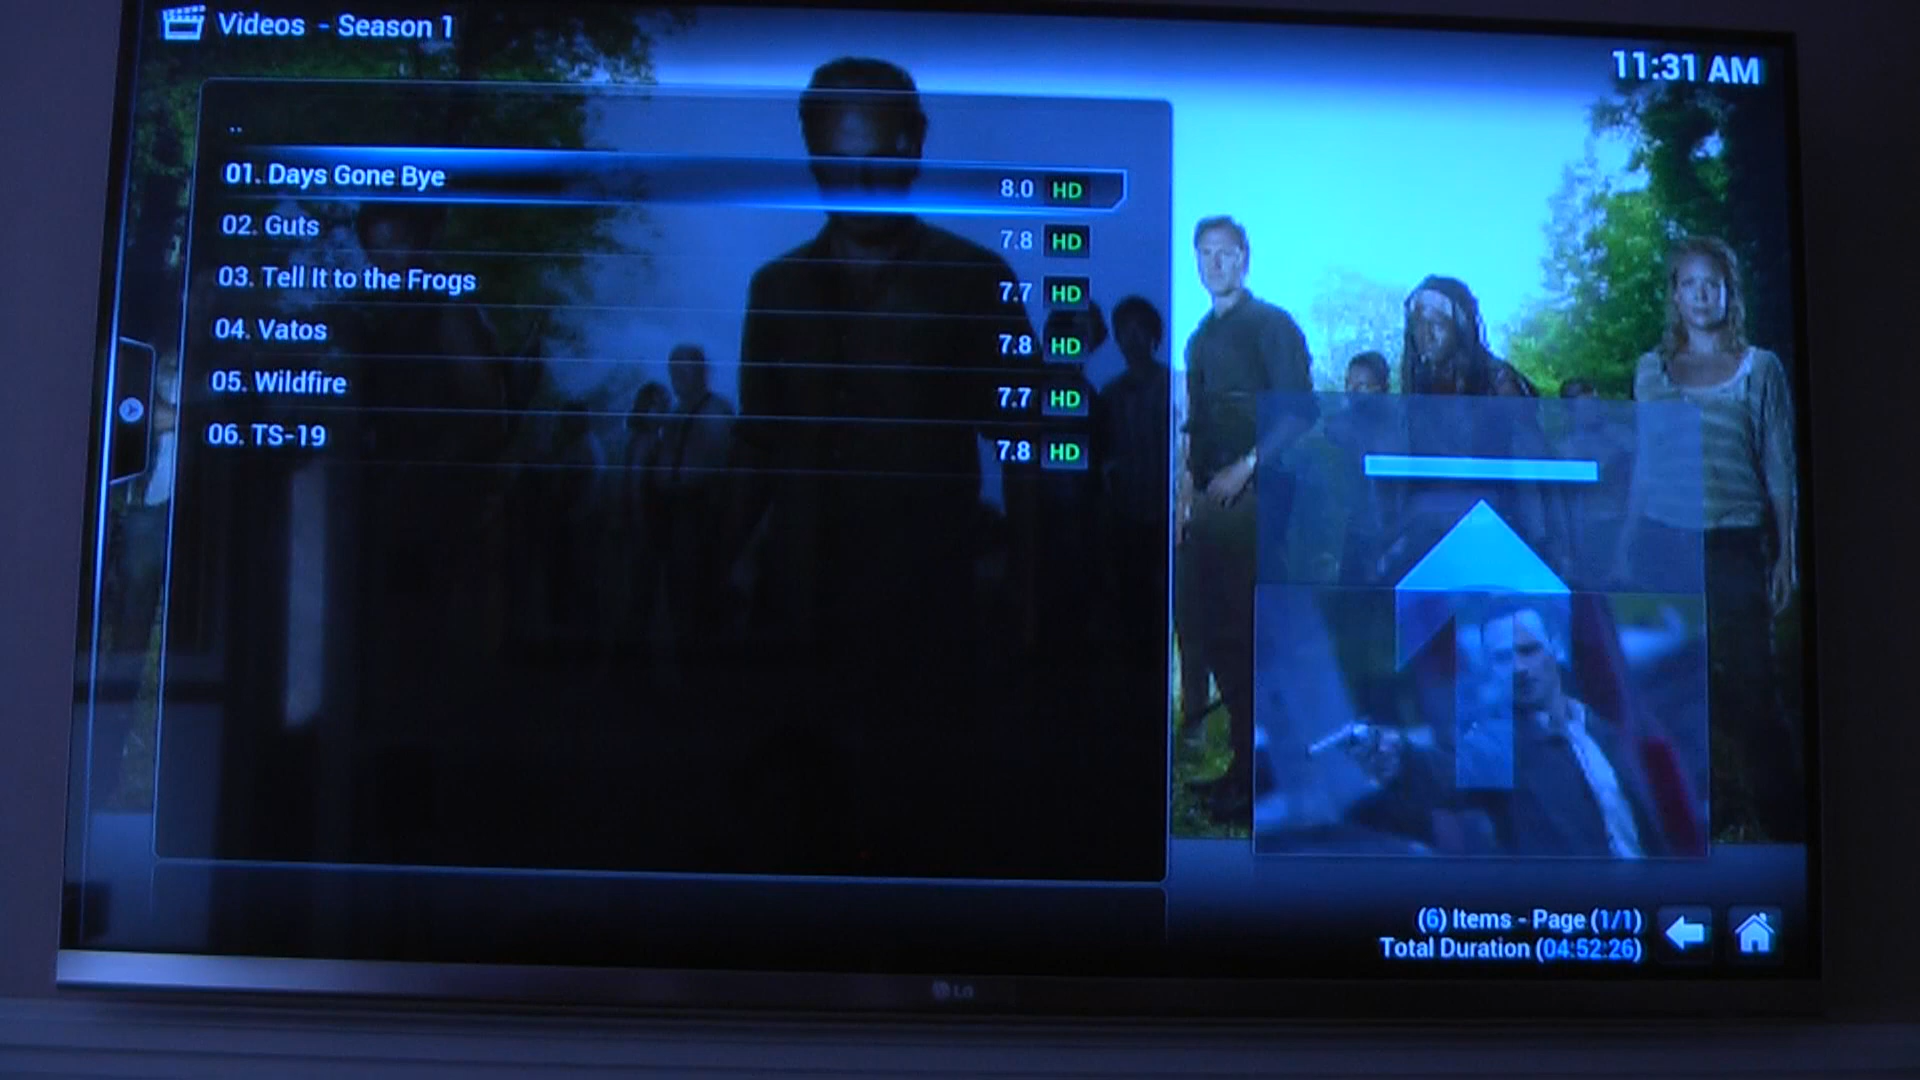 Videos - Season 1
11:31 AM
..
01. Days Gone Bye 8.0 HD
02. Guts 7.8 HD
03. Tell It to the Frogs 7.7 HD
04. Vatos 7.8 HD
05. Wildfire 7.7 HD
06. TS-19 7.8 HD
(6) Items - Page (1/1)
Total Duration (04:52:26)
LG